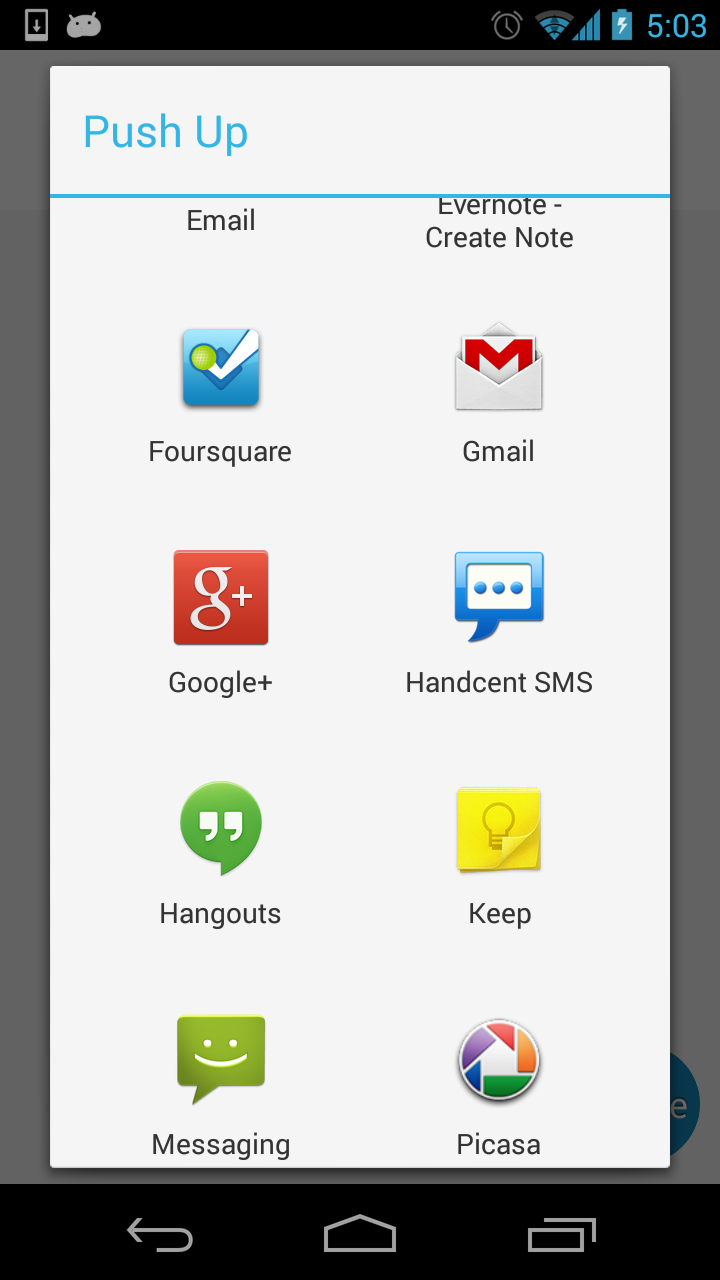 5:03
Push Up
Email
Evernote -
Create Note
Foursquare
Gmail
g+
Google+
Handcent SMS
Hangouts
Keep
Messaging
Picasa
e